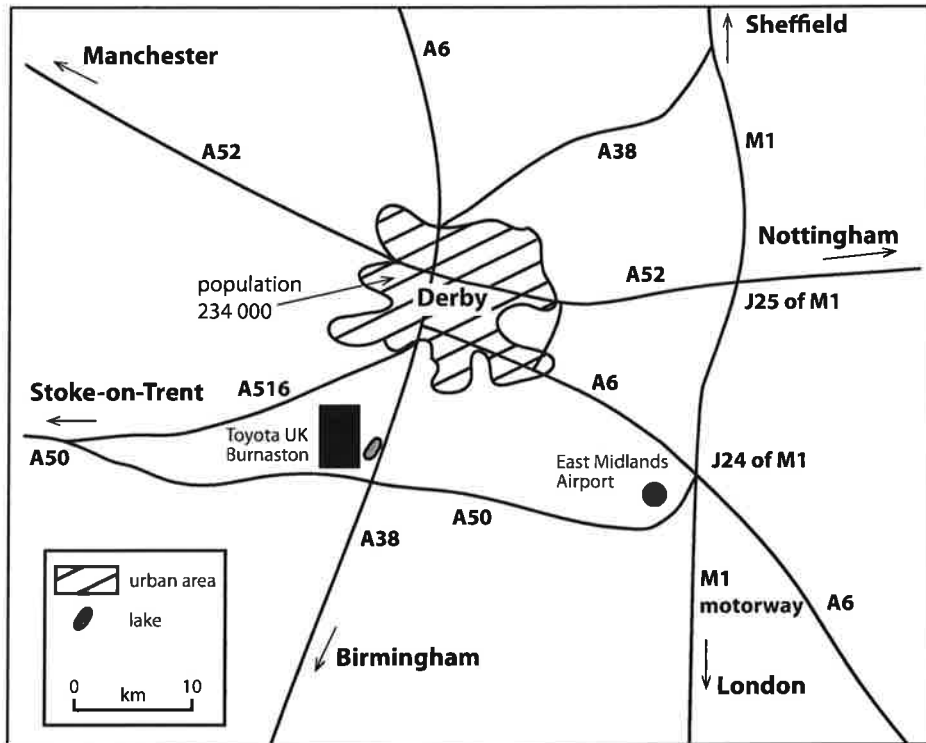 Sheffield
A6
Manchester
M1
A52
A38
Nottingham
population
234 000
A52
Derby
J25 of M1
A516
A6
Stoke-on-Trent
Toyota UK
Burnaston
East Midlands
Airport
J24 of M1
A50
A50
A38
urban area
lake
M1
motorway
A6
Birmingham
London
0 km 10